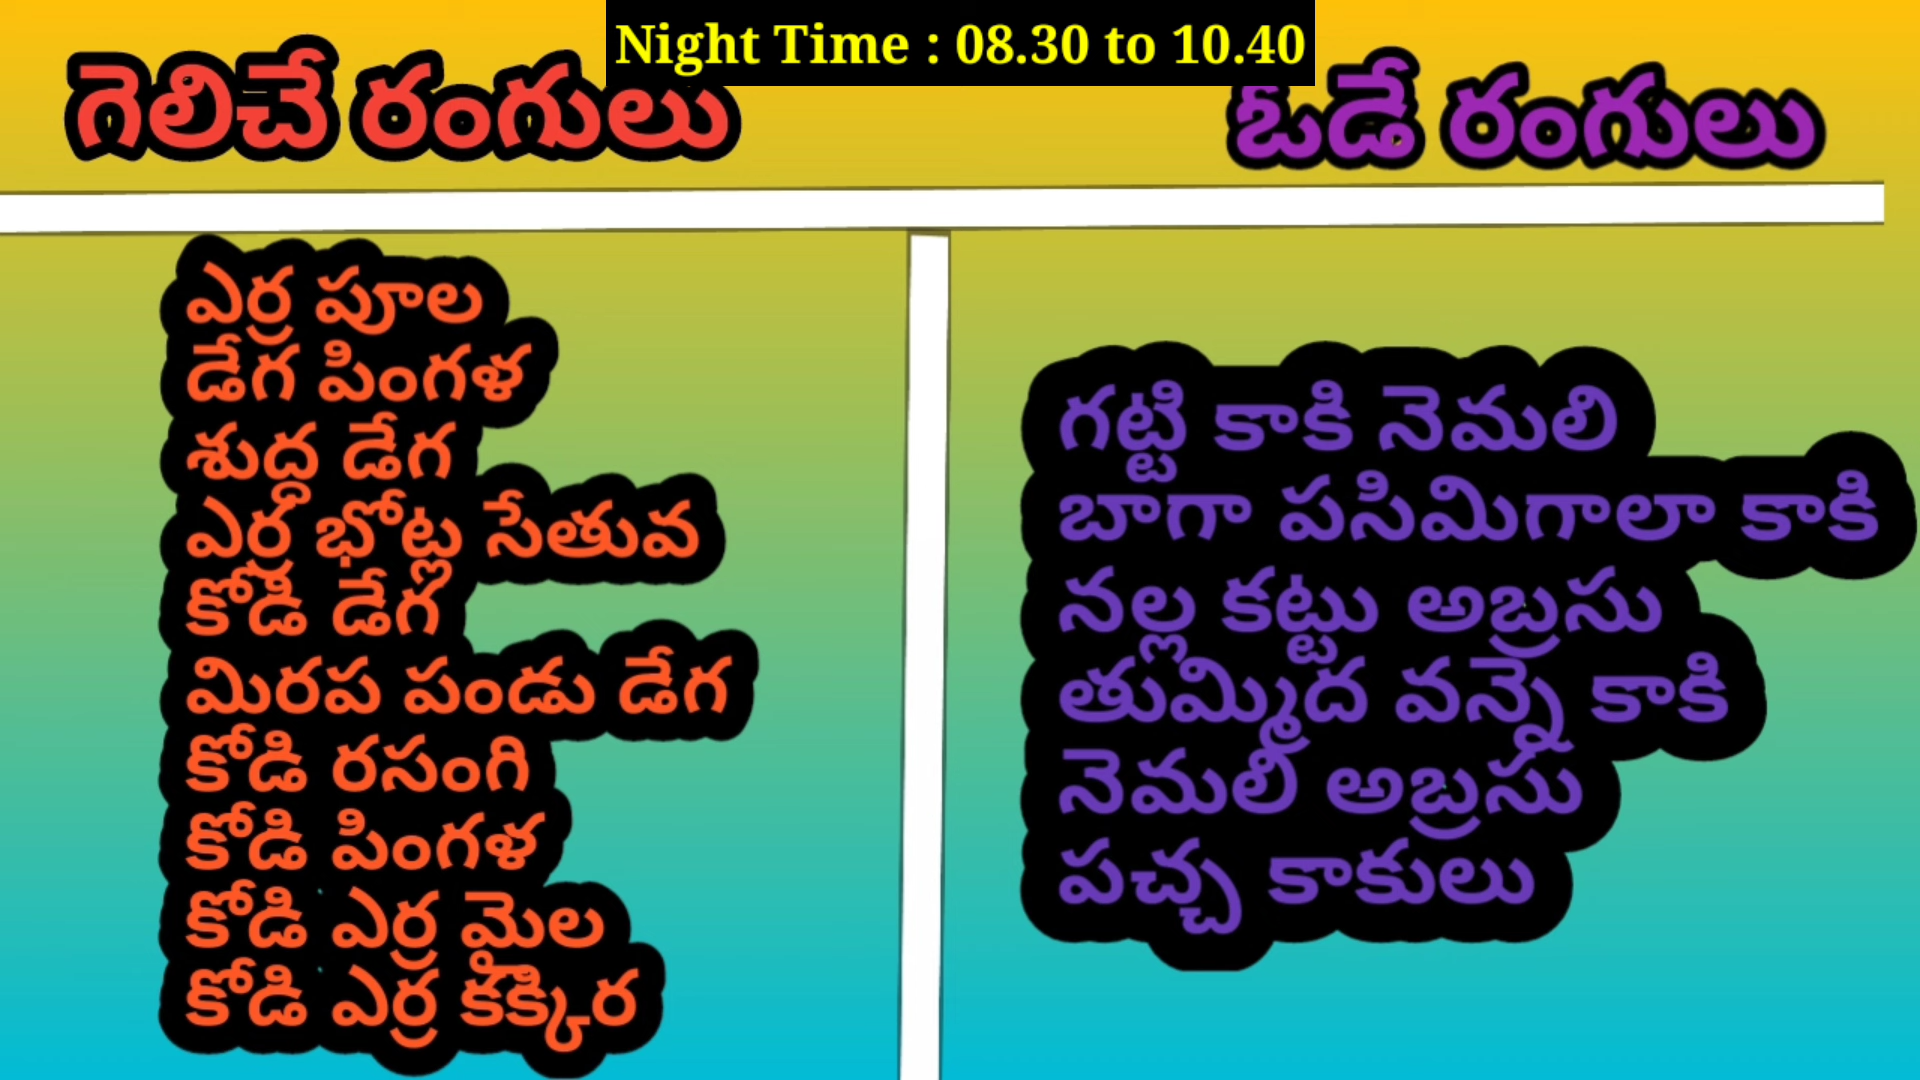 Night Time : 08.30 to 10.40
గెలిచే రంగులు
ఓడే రంగులు
ఎర్ర పూల
డేగ పింగళ
శుద్ధ డేగ
ఎర్ర భోట్ల సేతువ
కోడి డేగ
మిరప పండు డేగ
కోడి రసంగి
కోడి పింగళ
కోడి ఎర్ర మైల
కోడి ఎర్ర కక్కిర
గట్టి కాకి నెమలి
బాగా పసిమిగాలా కాకి
నల్ల కట్టు అబ్రసు
తుమ్మిద వన్నె కాకి
నెమలి అబ్రసు
పచ్చ కాకులు